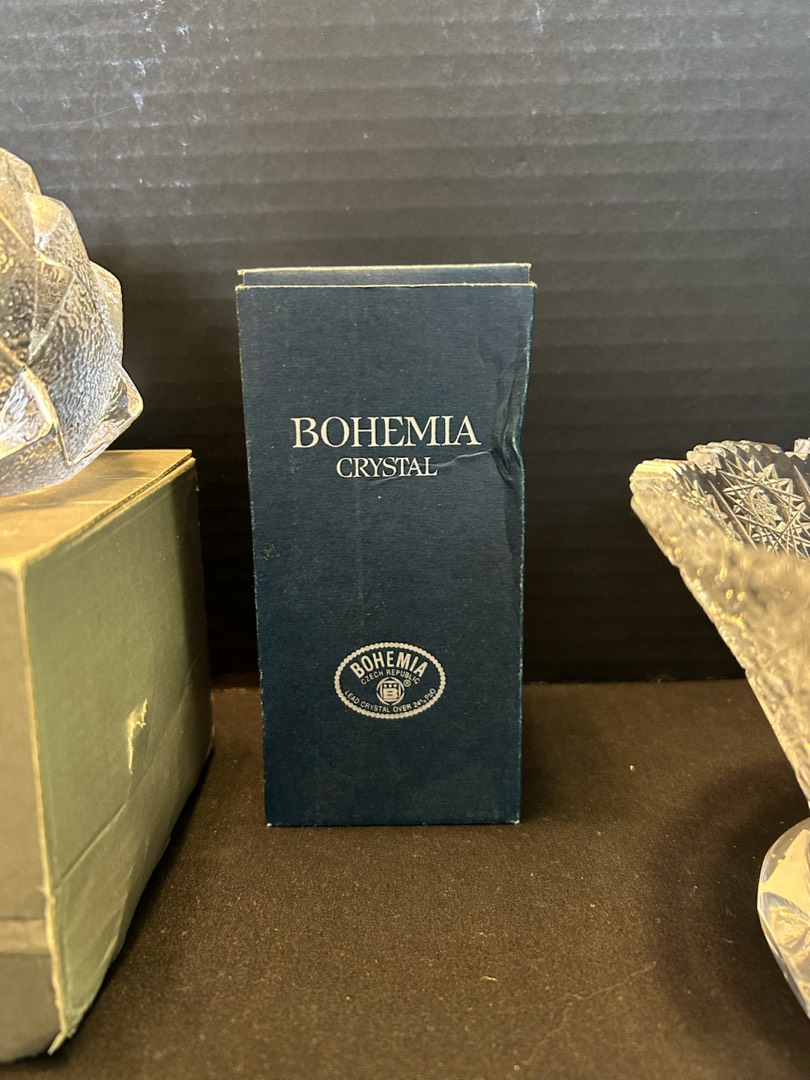 BOHEMIA
CRYSTAL
BOHEMIA
CZECH REPUBLIC
B ®
LEAD CRYSTAL OVER 24% PbO